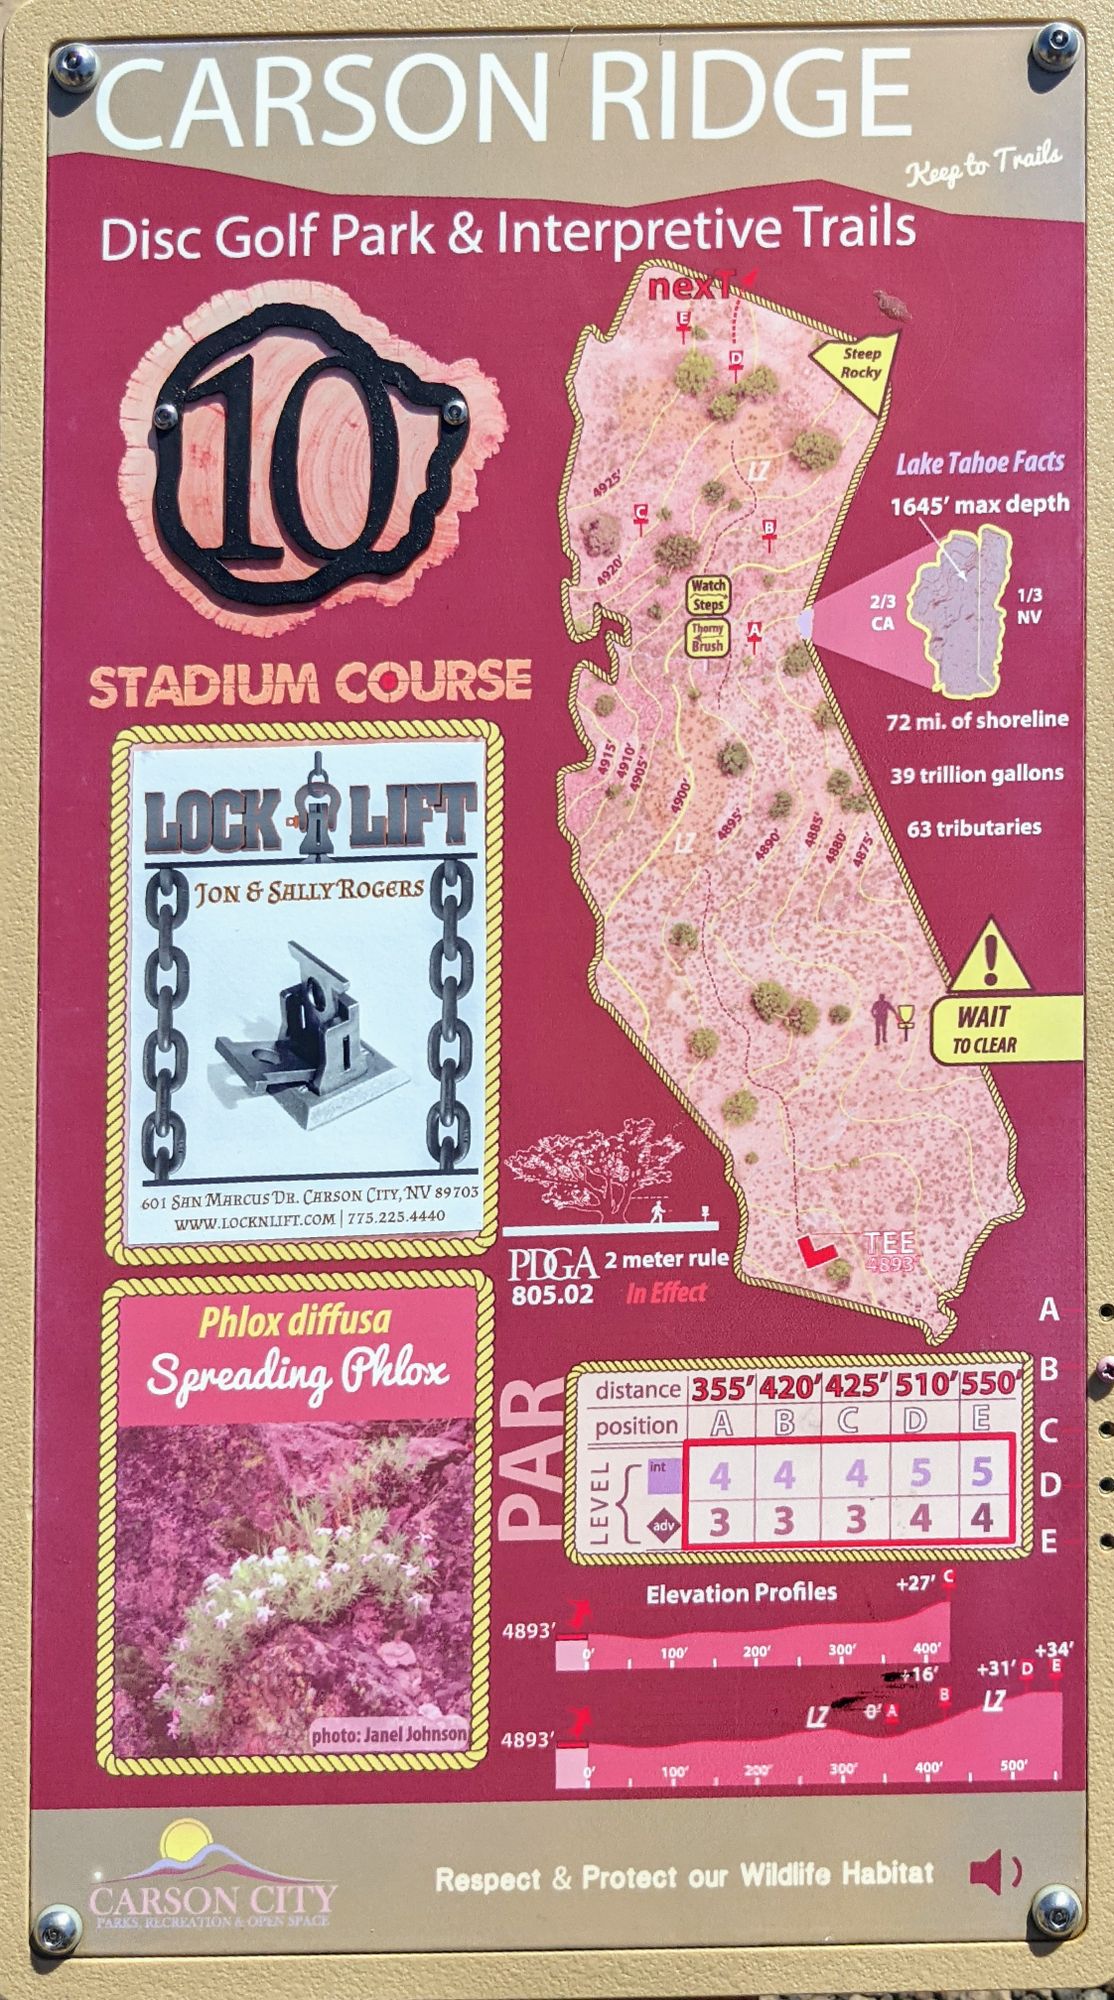 CARSON RIDGE
Keep to Trails
Disc Golf Park & Interpretive Trails
10
STADIUM COURSE
LOCK LIFT
JON & SALLY ROGERS
601 SAN MARCUS DR. CARSON CITY, NV 89703
WWW.LOCKNLIFT.COM | 775.225.4440
Phlox diffusa
Spreading Phlox
photo: Janel Johnson
nexT
E
D
Steep
Rocky
LZ
4925'
C
B
4920'
Watch
Steps
Thorny
Brush
A
4915'
4910'
4905'
4900'
4895'
4890'
4885'
4880'
4875'
LZ
TEE
4893'
Lake Tahoe Facts
1645' max depth
2/3
CA
1/3
NV
72 mi. of shoreline
39 trillion gallons
63 tributaries
WAIT
TO CLEAR
PDGA 2 meter rule
805.02 In Effect
PAR
distance 355' 420' 425' 510' 550'
position A B C D E
LEVEL
int 4 4 4 5 5
adv 3 3 3 4 4
A
B
C
D
E
Elevation Profiles
+27' C
4893'
0' 100' 200' 300' 400'
+34'
+16' +31' D E
LZ 0' A B LZ
4893'
0' 100' 200' 300' 400' 500'
CARSON CITY
PARKS, RECREATION & OPEN SPACE
Respect & Protect our Wildlife Habitat